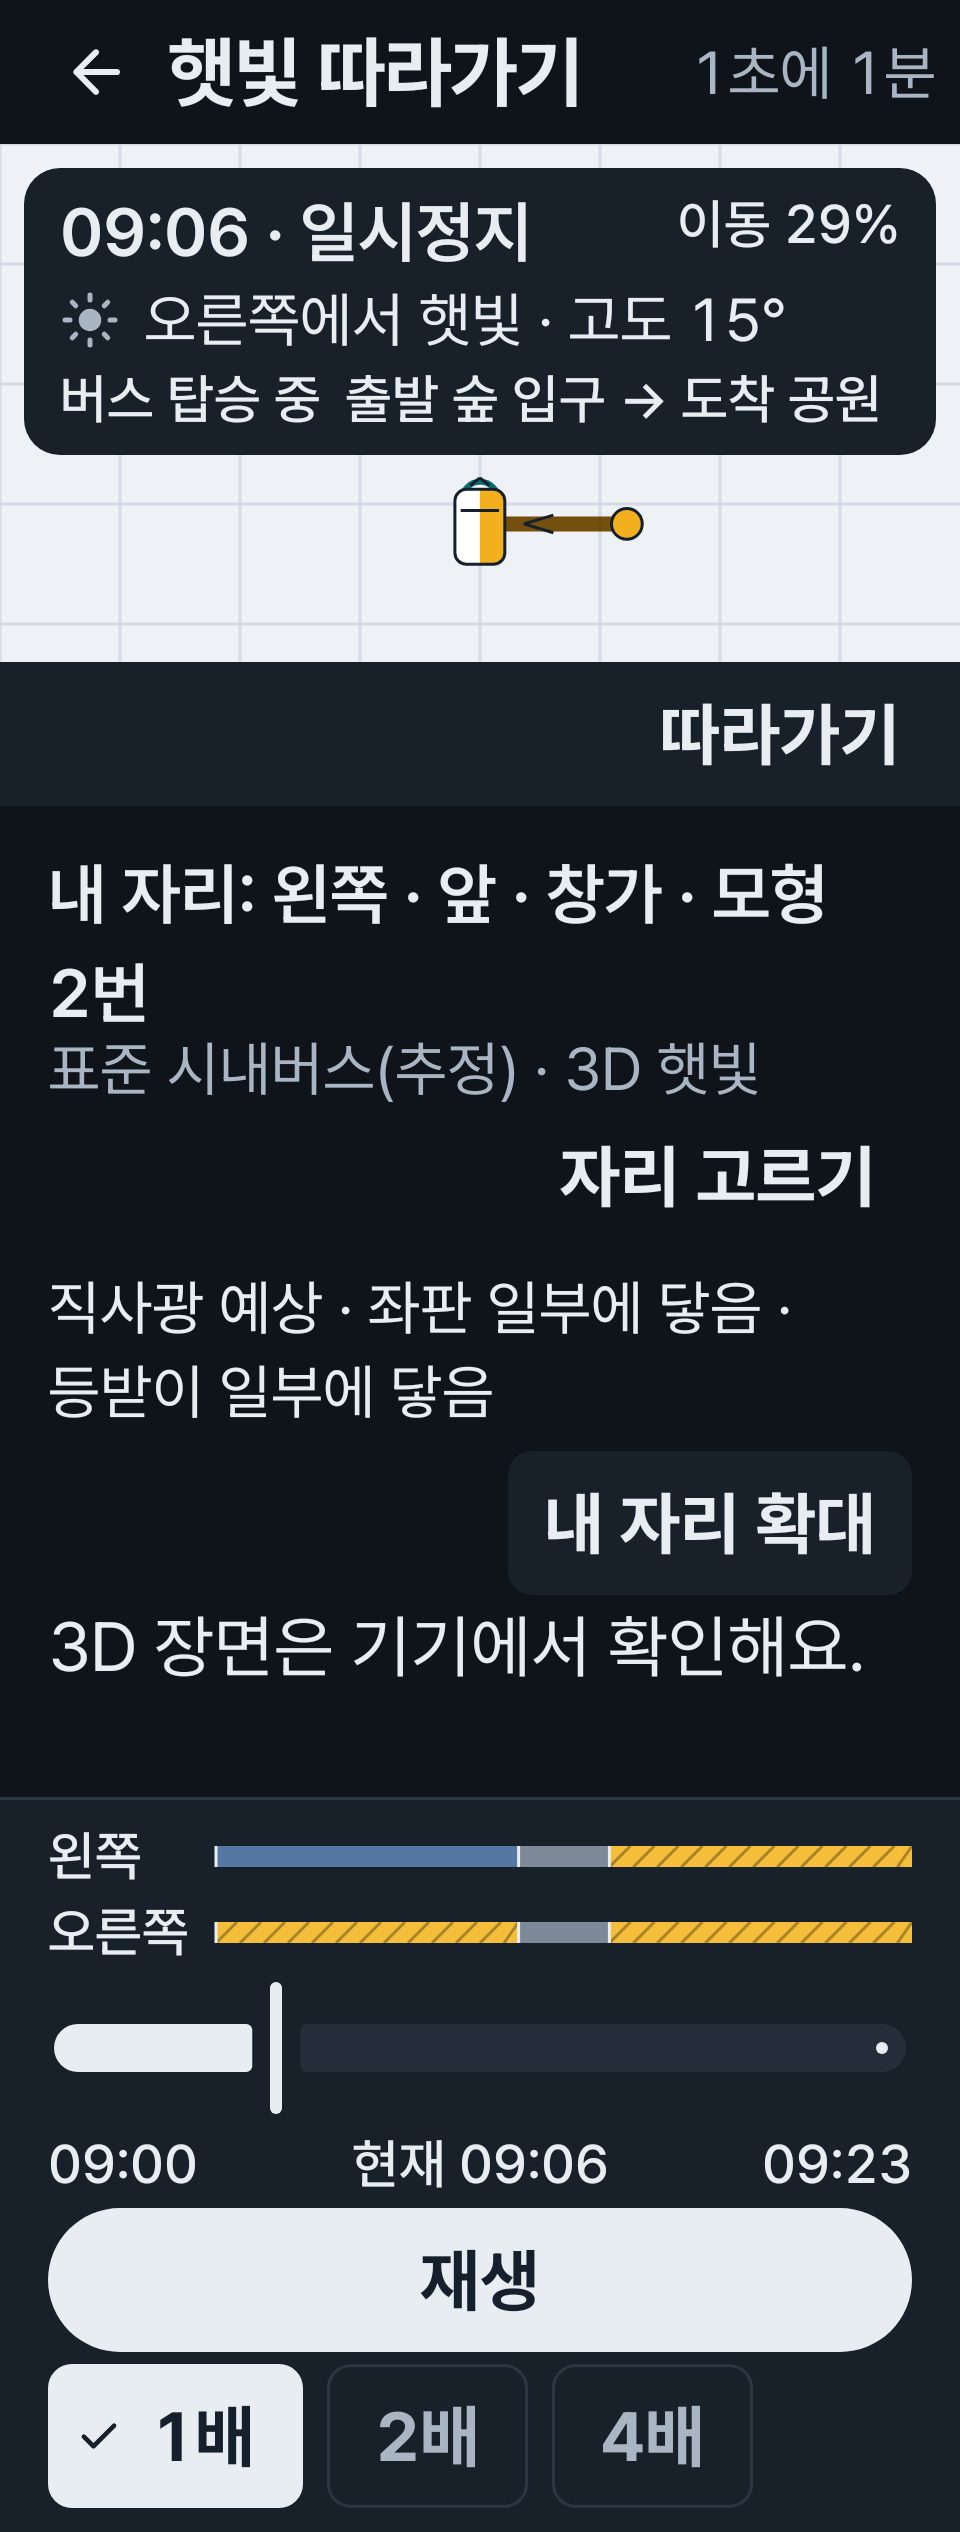 햇빛 따라가기
1초에 1분
09:06 · 일시정지
이동 29%
오른쪽에서 햇빛 · 고도 15°
버스 탑승 중 출발 숲 입구 → 도착 공원
따라가기
내 자리: 왼쪽 · 앞 · 창가 · 모형
2번
표준 시내버스(추정) · 3D 햇빛
자리 고르기
직사광 예상 · 좌판 일부에 닿음 ·
등받이 일부에 닿음
내 자리 확대
3D 장면은 기기에서 확인해요.
왼쪽
오른쪽
09:00
현재 09:06
09:23
재생
1배
2배
4배